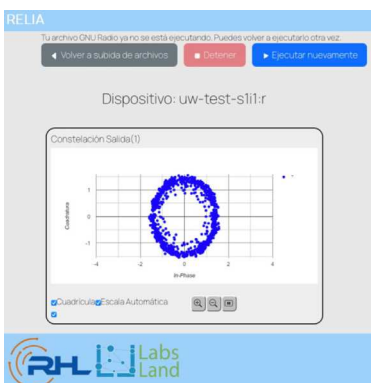 RELIA
Tu archivo GNU Radio ya no se está ejecutando. Puedes volver a ejecutarlo otra vez.
Volver a subida de archivos
Detener
Ejecutar nuevamente
Dispositivo: uw-test-s1i1:r
Constelación Salida(1)
Cuadratura
1
0
-1
-4 -2 0 2 4
In-Phase
Cuadrícula Escala Automática
RHL Labs
Land